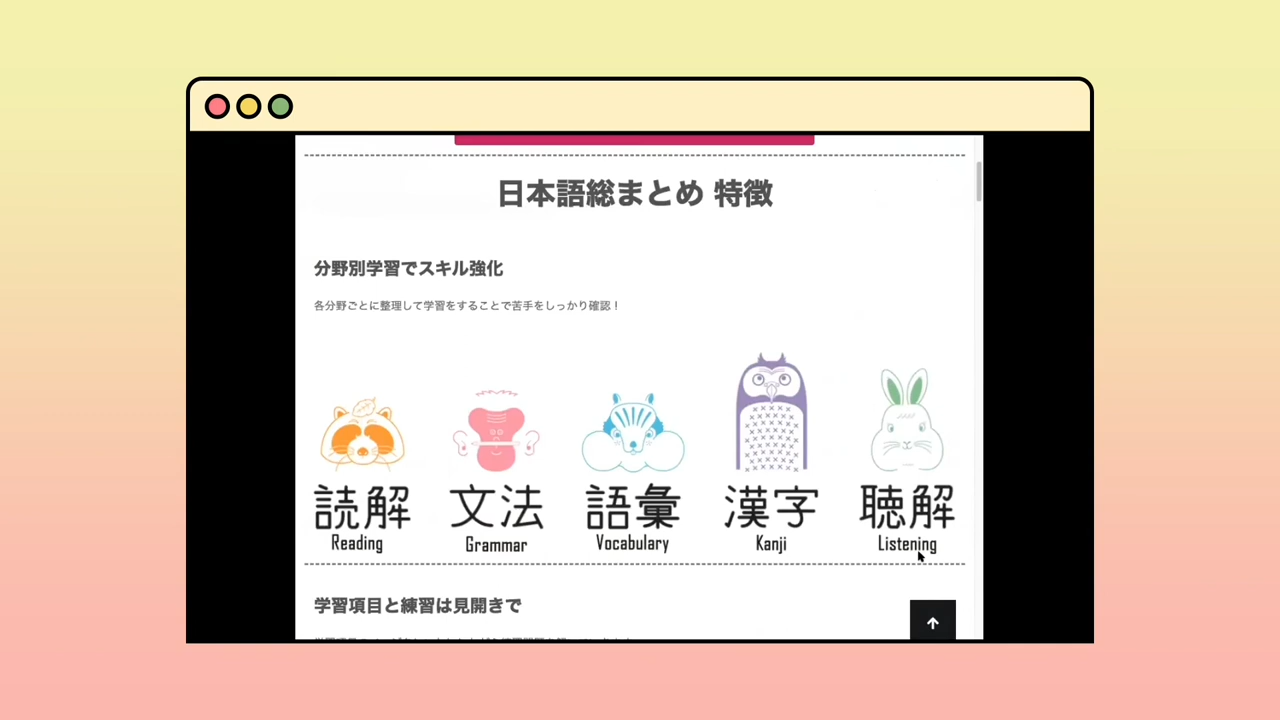 日本語総まとめ 特徴
分野別学習でスキル強化
各分野ごとに整理して学習をすることで苦手をしっかり確認！
読解 文法 語彙 漢字 聴解
Reading Grammar Vocabulary Kanji Listening
学習項目と練習は見開きで